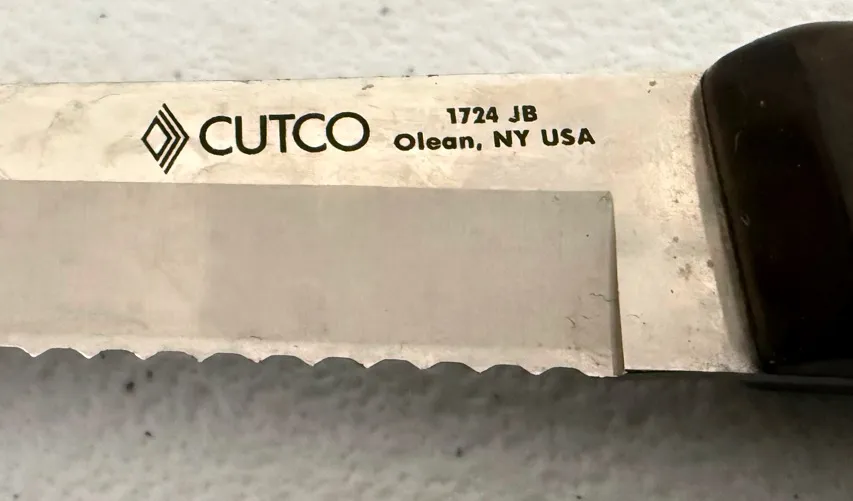 CUTCO
1724 JB
Olean, NY USA